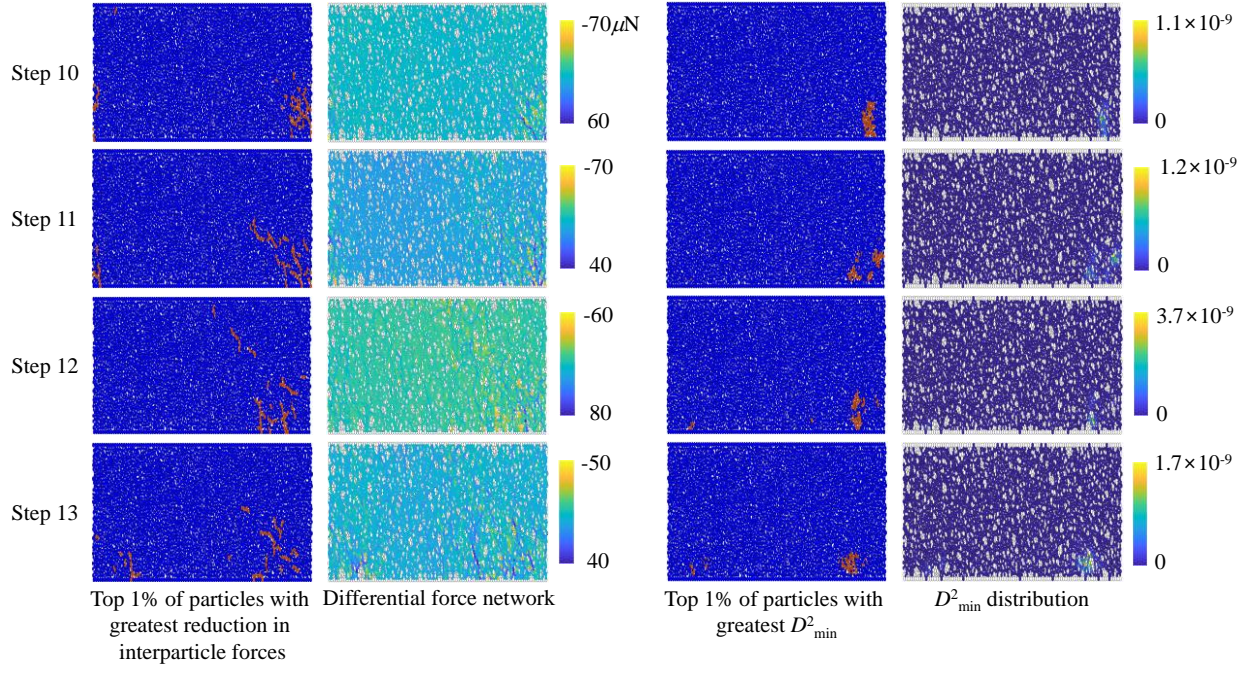 -70μN
1.1×10⁻⁹
Step 10
60
0
-70
1.2×10⁻⁹
Step 11
40
0
-60
3.7×10⁻⁹
Step 12
80
0
-50
1.7×10⁻⁹
Step 13
40
0
Top 1% of particles with
greatest reduction in
interparticle forces
Differential force network
Top 1% of particles with
greatest D²min
D²min distribution